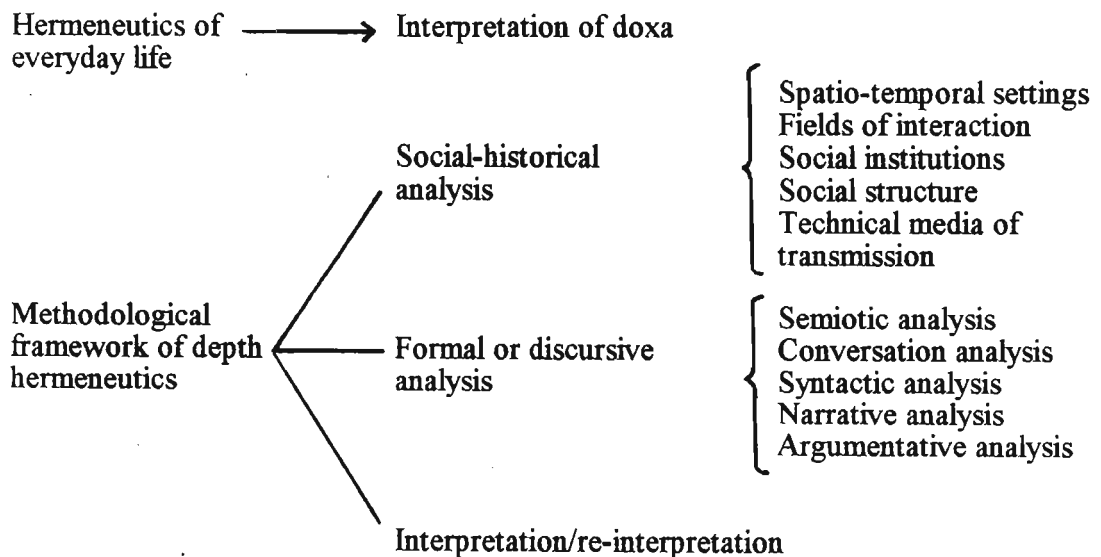 Hermeneutics of
everyday life
Interpretation of doxa
Social-historical
analysis
Spatio-temporal settings
Fields of interaction
Social institutions
Social structure
Technical media of
transmission
Methodological
framework of depth
hermeneutics
Formal or discursive
analysis
Semiotic analysis
Conversation analysis
Syntactic analysis
Narrative analysis
Argumentative analysis
Interpretation/re-interpretation